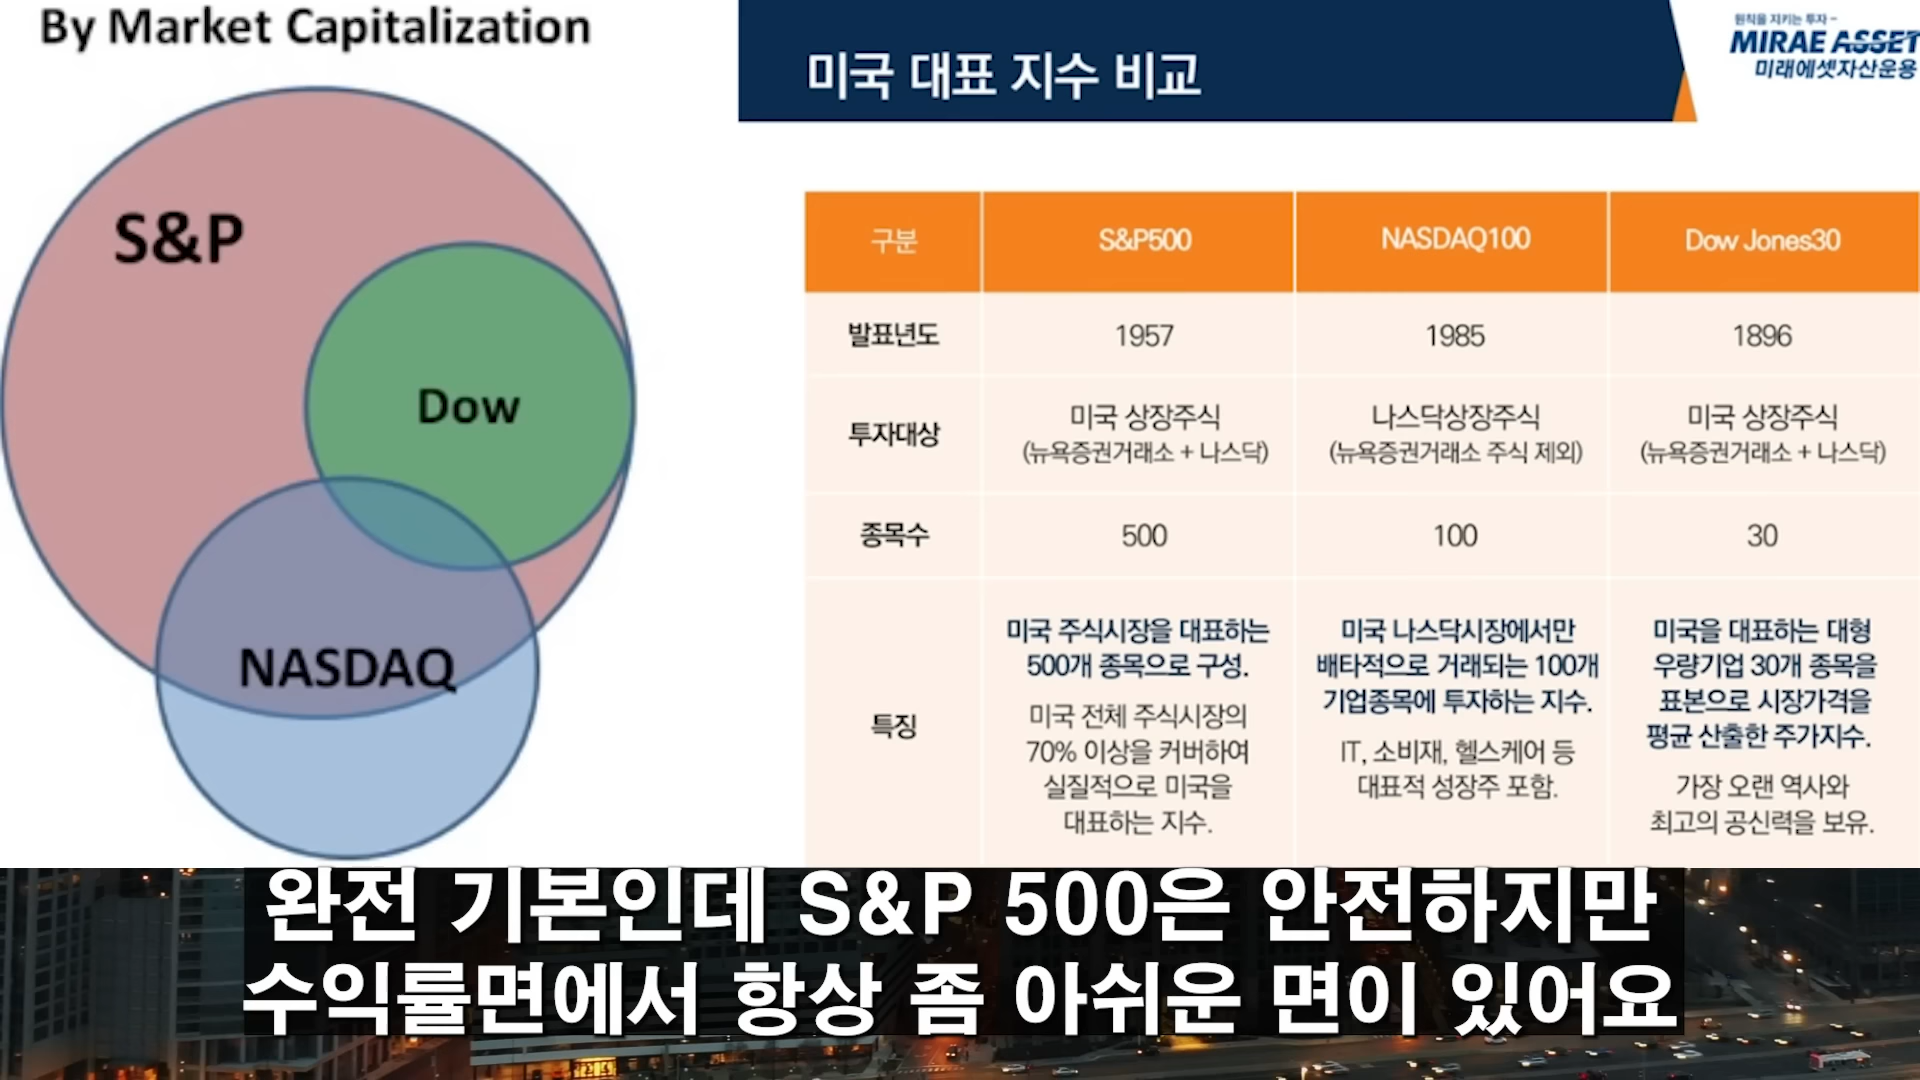 By Market Capitalization
S&P
Dow
NASDAQ
미국 대표 지수 비교
원칙을 지키는 투자 –
MIRAE ASSET
미래에셋자산운용
구분
S&P500
NASDAQ100
Dow Jones30
발표년도
1957
1985
1896
투자대상
미국 상장주식
(뉴욕증권거래소 + 나스닥)
나스닥상장주식
(뉴욕증권거래소 주식 제외)
미국 상장주식
(뉴욕증권거래소 + 나스닥)
종목수
500
100
30
특징
미국 주식시장을 대표하는
500개 종목으로 구성.
미국 전체 주식시장의
70% 이상을 커버하여
실질적으로 미국을
대표하는 지수.
미국 나스닥시장에서만
배타적으로 거래되는 100개
기업종목에 투자하는 지수.
IT, 소비재, 헬스케어 등
대표적 성장주 포함.
미국을 대표하는 대형
우량기업 30개 종목을
표본으로 시장가격을
평균 산출한 주가지수.
가장 오랜 역사와
최고의 공신력을 보유.
완전 기본인데 S&P 500은 안전하지만
수익률면에서 항상 좀 아쉬운 면이 있어요